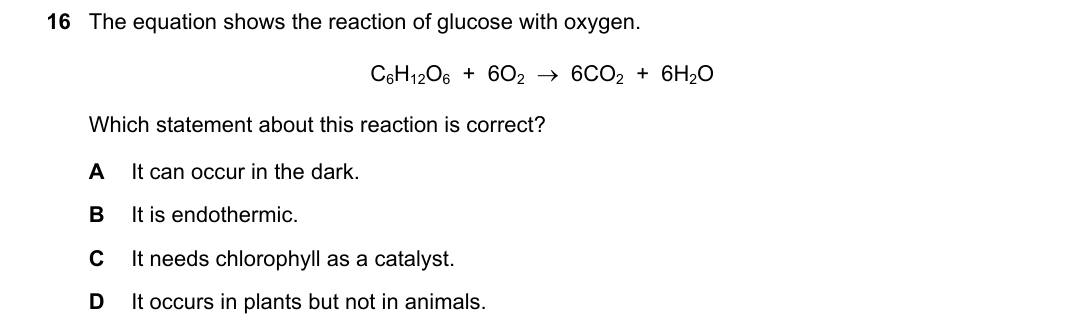 16 The equation shows the reaction of glucose with oxygen.
C₆H₁₂O₆ + 6O₂ → 6CO₂ + 6H₂O
Which statement about this reaction is correct?
A It can occur in the dark.
B It is endothermic.
C It needs chlorophyll as a catalyst.
D It occurs in plants but not in animals.